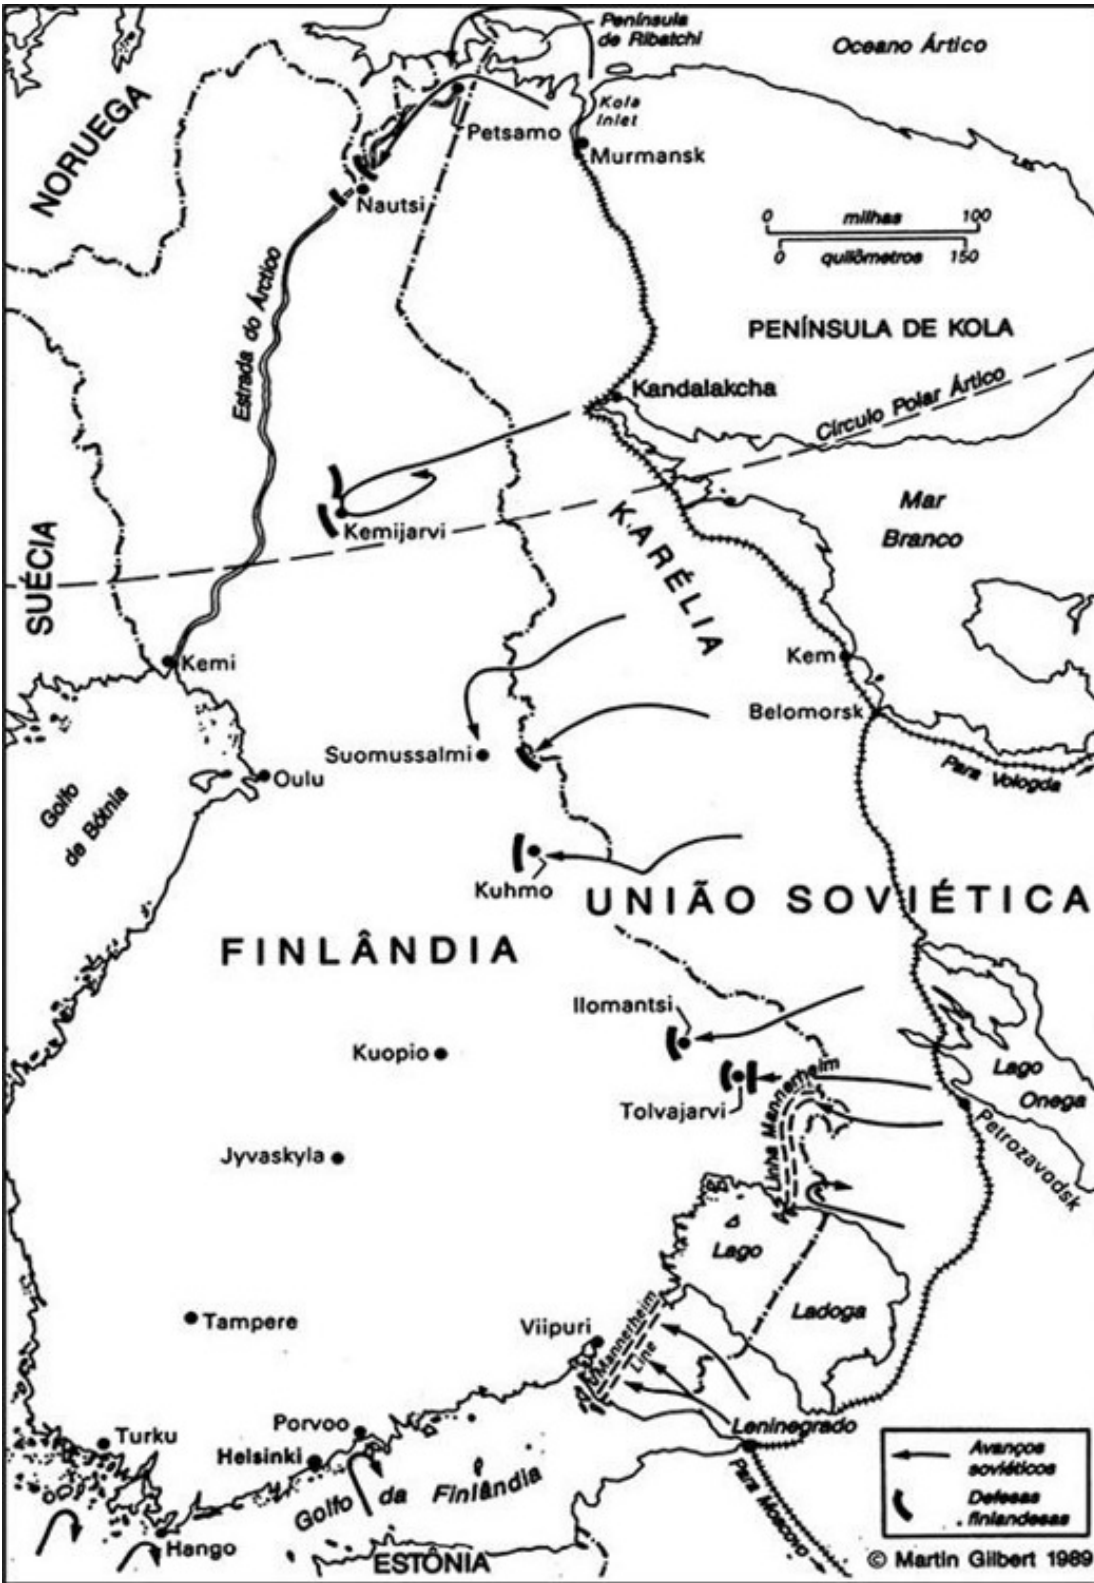 Península
de Ribatchi
Oceano Ártico
NORUEGA
Kola
Inlet
Petsamo
Murmansk
Nautsi
0 milhas 100
0 quilômetros 150
Estrada do Árctico
PENÍNSULA DE KOLA
Kandalakcha
Círculo Polar Ártico
Mar
Branco
Kemijarvi
KARÉLIA
SUÉCIA
Kemi
Kem
Belomorsk
Suomussalmi
Para Vologda
Oulu
Golfo
de Bótnia
Kuhmo
UNIÃO SOVIÉTICA
FINLÂNDIA
Ilomantsi
Kuopio
Lago
Onega
Tolvajarvi
A 2 Linha Mannerheim
Petrozavodsk
Jyvaskyla
Lago
Ladoga
Tampere
Viipuri
Mannerheim
Line
Leninegrado
Turku
Porvoo
Helsinki
Golfo da Finlândia
Para Moscovo
Avanços
soviéticos
Defesas
finlandesas
Hango
ESTÔNIA
© Martin Gilbert 1989